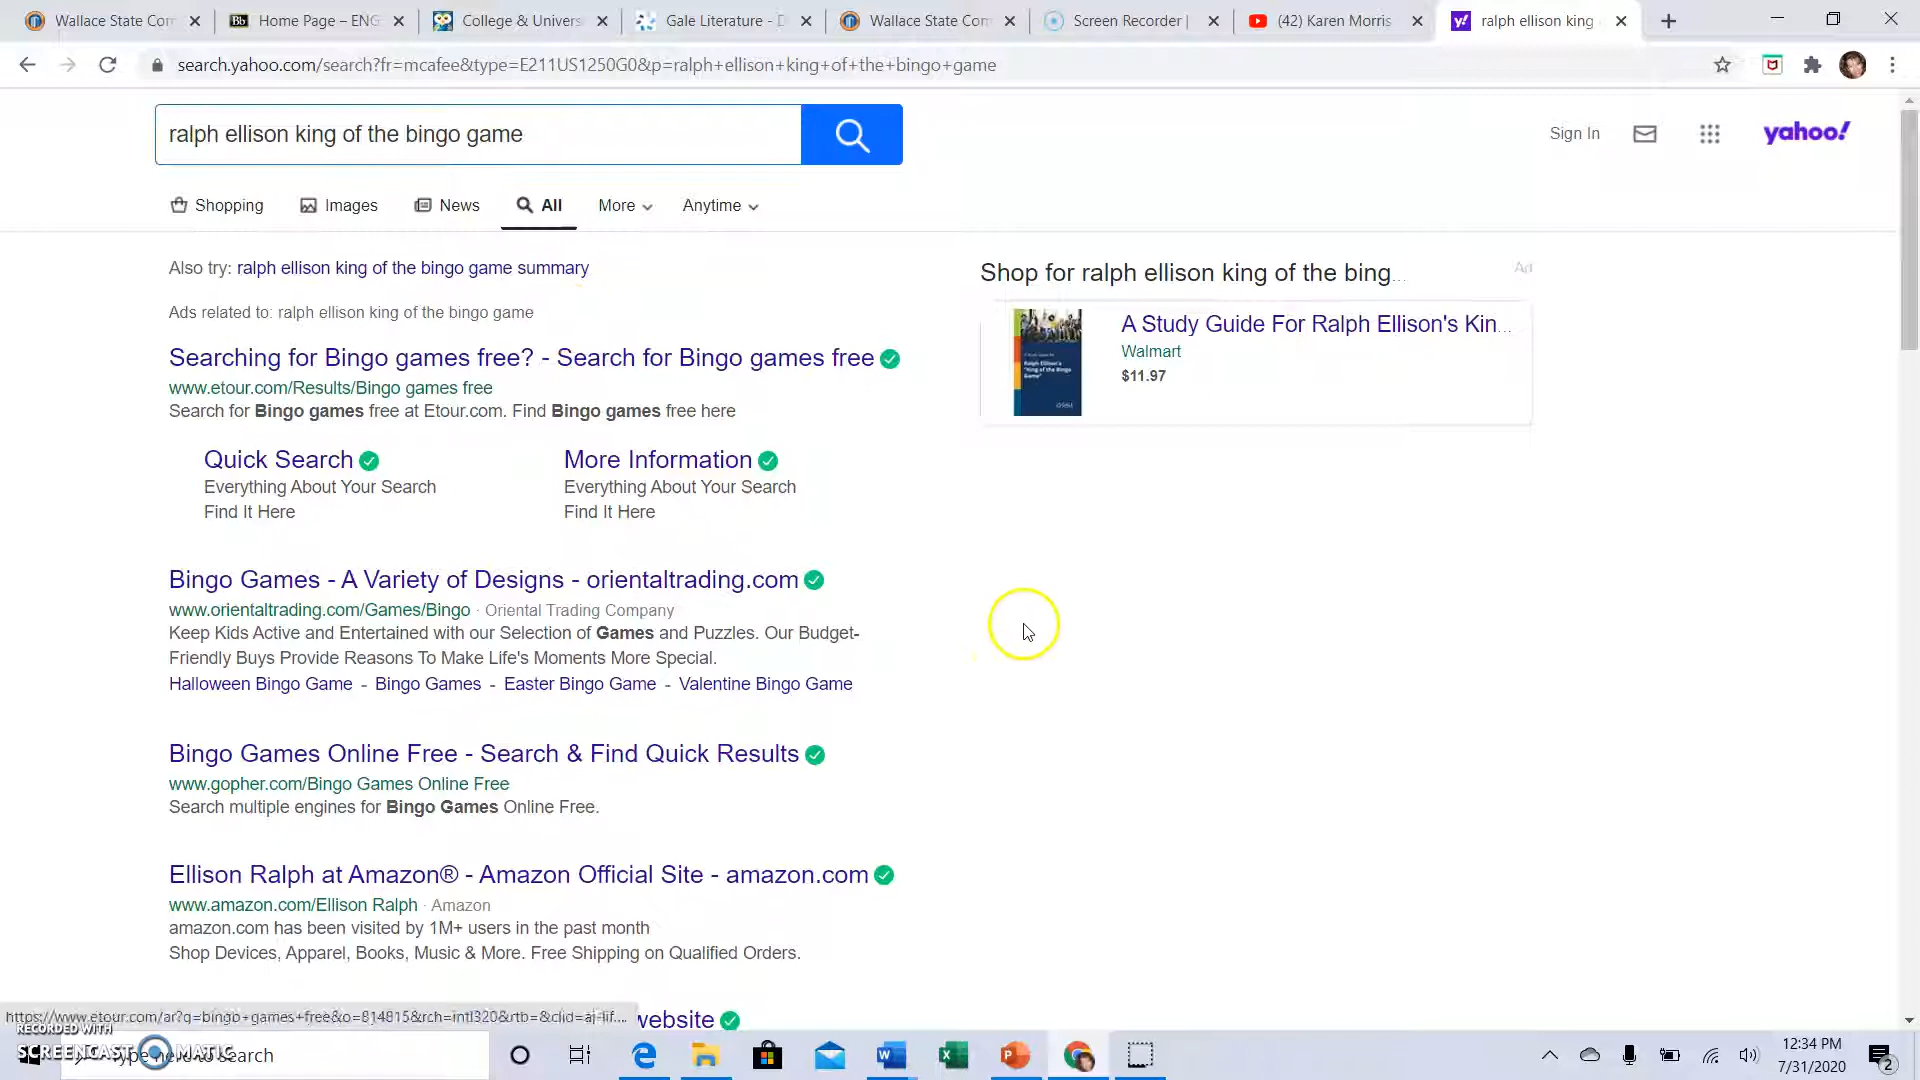 Wallace State Com
Home Page – ENG
College & Univers
Gale Literature - D
Wallace State Com
Screen Recorder |
(42) Karen Morris
ralph ellison king
search.yahoo.com/search?fr=mcafee&type=E211US1250G0&p=ralph+ellison+king+of+the+bingo+game
ralph ellison king of the bingo game
Sign In
yahoo!
Shopping
Images
News
All
More
Anytime
Also try: ralph ellison king of the bingo game summary
Ads related to: ralph ellison king of the bingo game
Searching for Bingo games free? - Search for Bingo games free
www.etour.com/Results/Bingo games free
Search for Bingo games free at Etour.com. Find Bingo games free here
Quick Search
Everything About Your Search
Find It Here
More Information
Everything About Your Search
Find It Here
Bingo Games - A Variety of Designs - orientaltrading.com
www.orientaltrading.com/Games/Bingo · Oriental Trading Company
Keep Kids Active and Entertained with our Selection of Games and Puzzles. Our Budget-
Friendly Buys Provide Reasons To Make Life's Moments More Special.
Halloween Bingo Game - Bingo Games - Easter Bingo Game - Valentine Bingo Game
Bingo Games Online Free - Search & Find Quick Results
www.gopher.com/Bingo Games Online Free
Search multiple engines for Bingo Games Online Free.
Ellison Ralph at Amazon® - Amazon Official Site - amazon.com
www.amazon.com/Ellison Ralph · Amazon
amazon.com has been visited by 1M+ users in the past month
Shop Devices, Apparel, Books, Music & More. Free Shipping on Qualified Orders.
website
Shop for ralph ellison king of the bing...
Ad
A Study Guide For Ralph Ellison's Kin...
Walmart
$11.97
RECORDED WITH
SCREENCAST MATIC
Type here to search
12:34 PM
7/31/2020
2